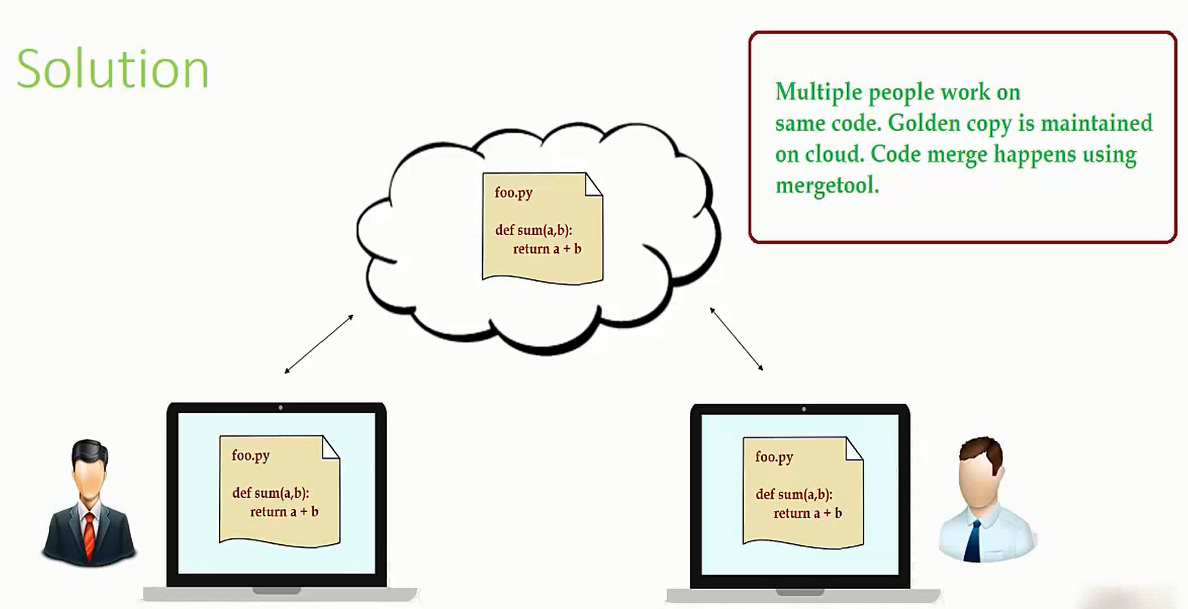 Solution
Multiple people work on
same code. Golden copy is maintained
on cloud. Code merge happens using
mergetool.
foo.py
def sum(a,b):
return a + b
foo.py
def sum(a,b):
return a + b
foo.py
def sum(a,b):
return a + b